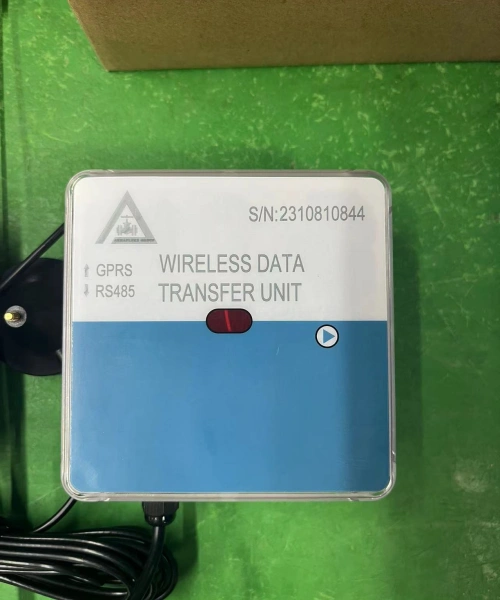 S/N:2310810844
GPRS
WIRELESS DATA
RS485
TRANSFER UNIT